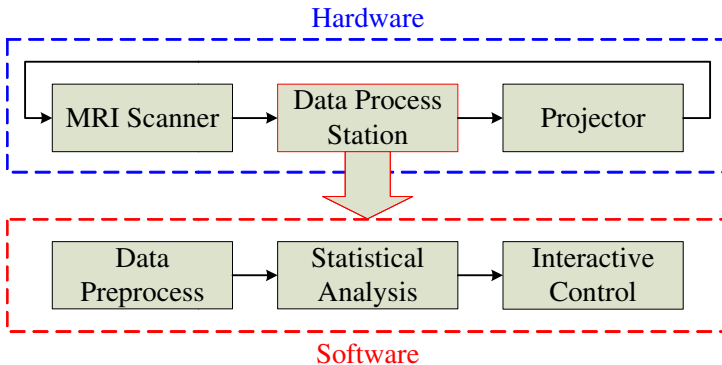 Hardware
MRI Scanner
Data Process
Station
Projector
Data
Preprocess
Statistical
Analysis
Interactive
Control
Software